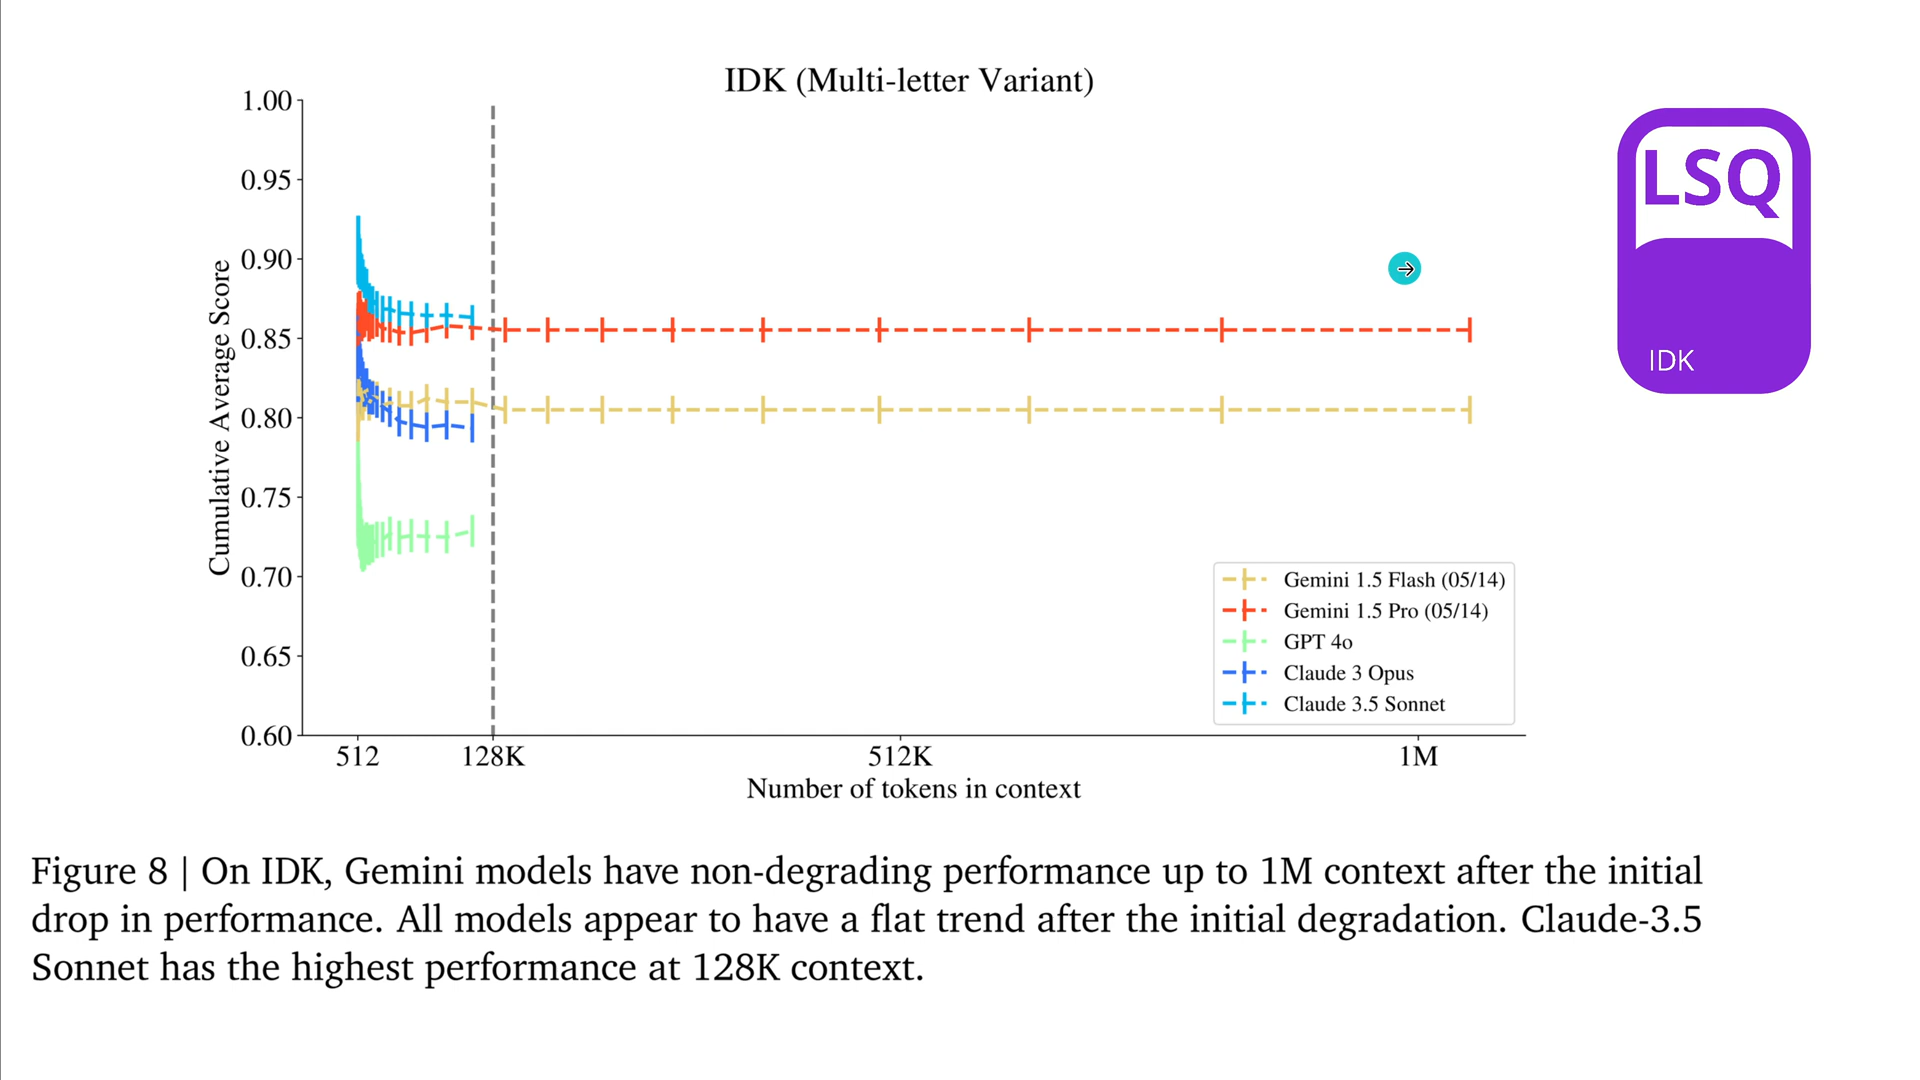 IDK (Multi-letter Variant)
1.00
0.95
0.90
0.85
0.80
0.75
0.70
0.65
0.60
Cumulative Average Score
512
128K
512K
1M
Number of tokens in context
Gemini 1.5 Flash (05/14)
Gemini 1.5 Pro (05/14)
GPT 4o
Claude 3 Opus
Claude 3.5 Sonnet
LSQ
IDK
Figure 8 | On IDK, Gemini models have non-degrading performance up to 1M context after the initial
drop in performance. All models appear to have a flat trend after the initial degradation. Claude-3.5
Sonnet has the highest performance at 128K context.